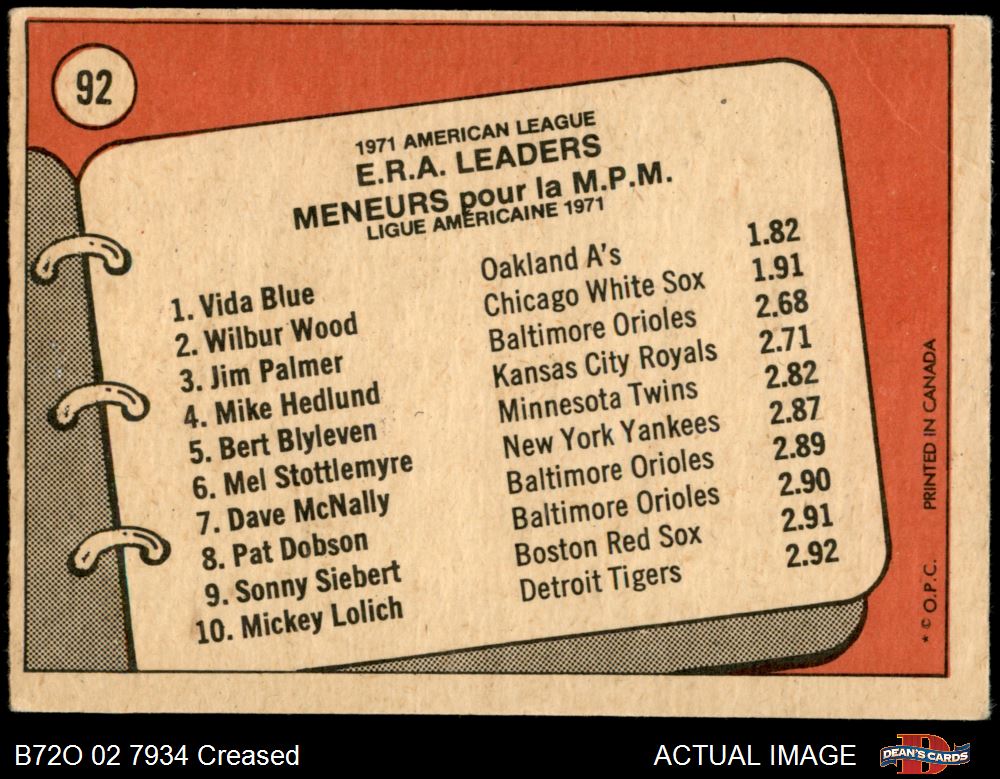 92
1971 AMERICAN LEAGUE
E.R.A. LEADERS
MENEURS pour la M.P.M.
LIGUE AMÉRICAINE 1971
1. Vida Blue Oakland A's 1.82
2. Wilbur Wood Chicago White Sox 1.91
3. Jim Palmer Baltimore Orioles 2.68
4. Mike Hedlund Kansas City Royals 2.71
5. Bert Blyleven Minnesota Twins 2.82
6. Mel Stottlemyre New York Yankees 2.87
7. Dave McNally Baltimore Orioles 2.89
8. Pat Dobson Baltimore Orioles 2.90
9. Sonny Siebert Boston Red Sox 2.91
10. Mickey Lolich Detroit Tigers 2.92
* © O.P.C. PRINTED IN CANADA
B72O 02 7934 Creased
ACTUAL IMAGE
DEAN'S CARDS